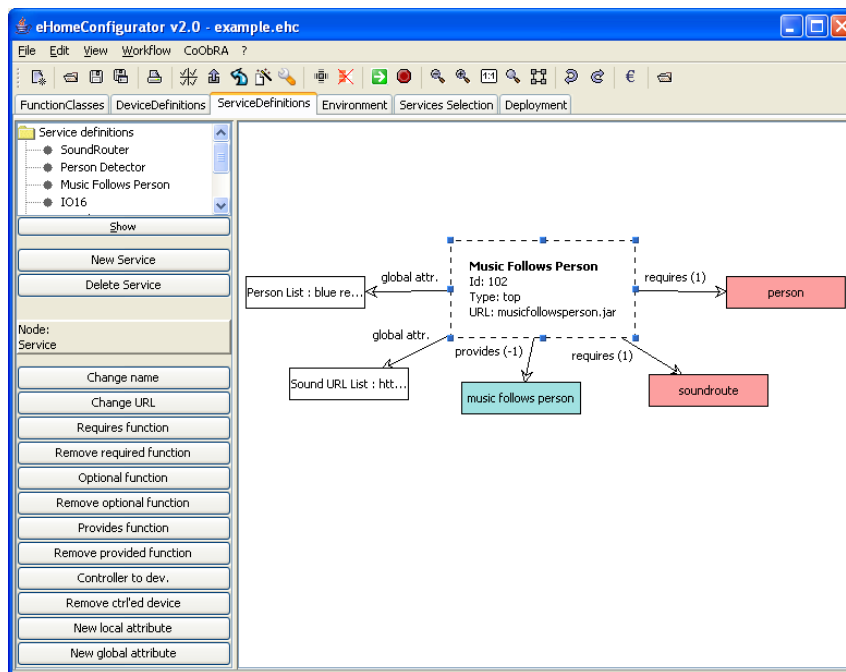 eHomeConfigurator v2.0 - example.ehc
File Edit View Workflow CoObRA ?
1:1 €
FunctionClasses DeviceDefinitions ServiceDefinitions Environment Services Selection Deployment
Service definitions
SoundRouter
Person Detector
Music Follows Person
IO16
Show
New Service
Delete Service
Node:
Service
Change name
Change URL
Requires function
Remove required function
Optional function
Remove optional function
Provides function
Remove provided function
Controller to dev.
Remove ctrl'ed device
New local attribute
New global attribute
Music Follows Person
Id: 102
Type: top
URL: musicfollowsperson.jar
global attr.
Person List : blue re...
requires (1)
person
global attr.
Sound URL List : htt...
provides (-1)
music follows person
requires (1)
soundroute